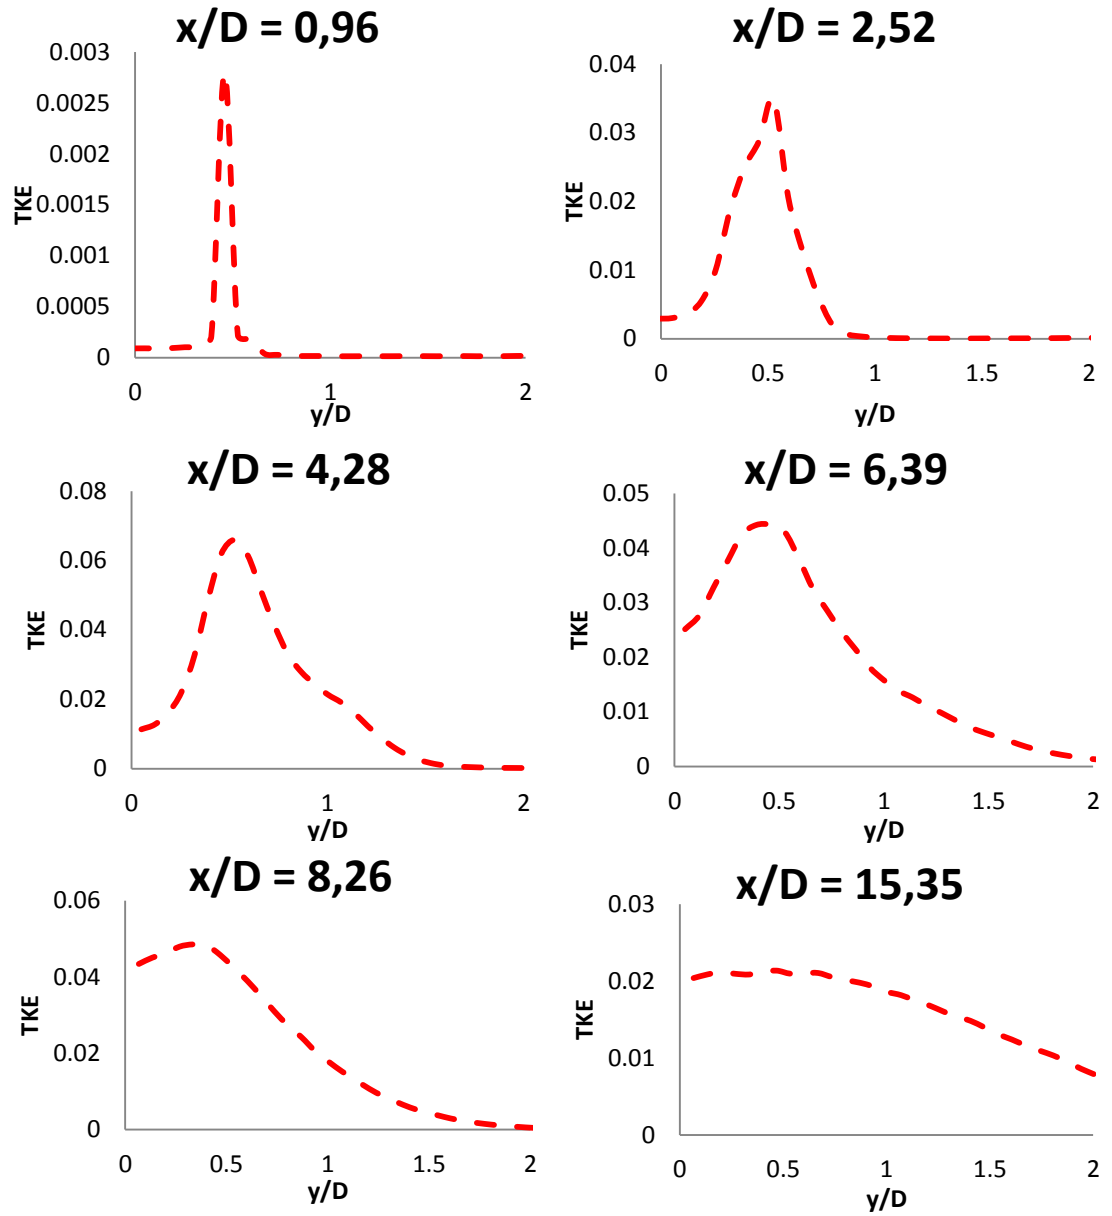 x/D = 0,96
0.003
0.0025
0.002
0.0015
0.001
0.0005
0
TKE
0 1 2
y/D
x/D = 2,52
0.04
0.03
0.02
0.01
0
TKE
0 0.5 1 1.5 2
y/D
x/D = 4,28
0.08
0.06
0.04
0.02
0
TKE
0 1 2
y/D
x/D = 6,39
0.05
0.04
0.03
0.02
0.01
0
TKE
0 0.5 1 1.5 2
y/D
x/D = 8,26
0.06
0.04
0.02
0
TKE
0 0.5 1 1.5 2
y/D
x/D = 15,35
0.03
0.02
0.01
0
TKE
0 0.5 1 1.5 2
y/D